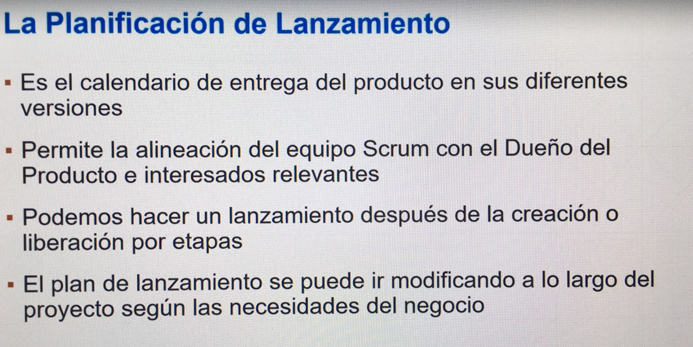 La Planificación de Lanzamiento
▪ Es el calendario de entrega del producto en sus diferentes
versiones
▪ Permite la alineación del equipo Scrum con el Dueño del
Producto e interesados relevantes
▪ Podemos hacer un lanzamiento después de la creación o
liberación por etapas
▪ El plan de lanzamiento se puede ir modificando a lo largo del
proyecto según las necesidades del negocio